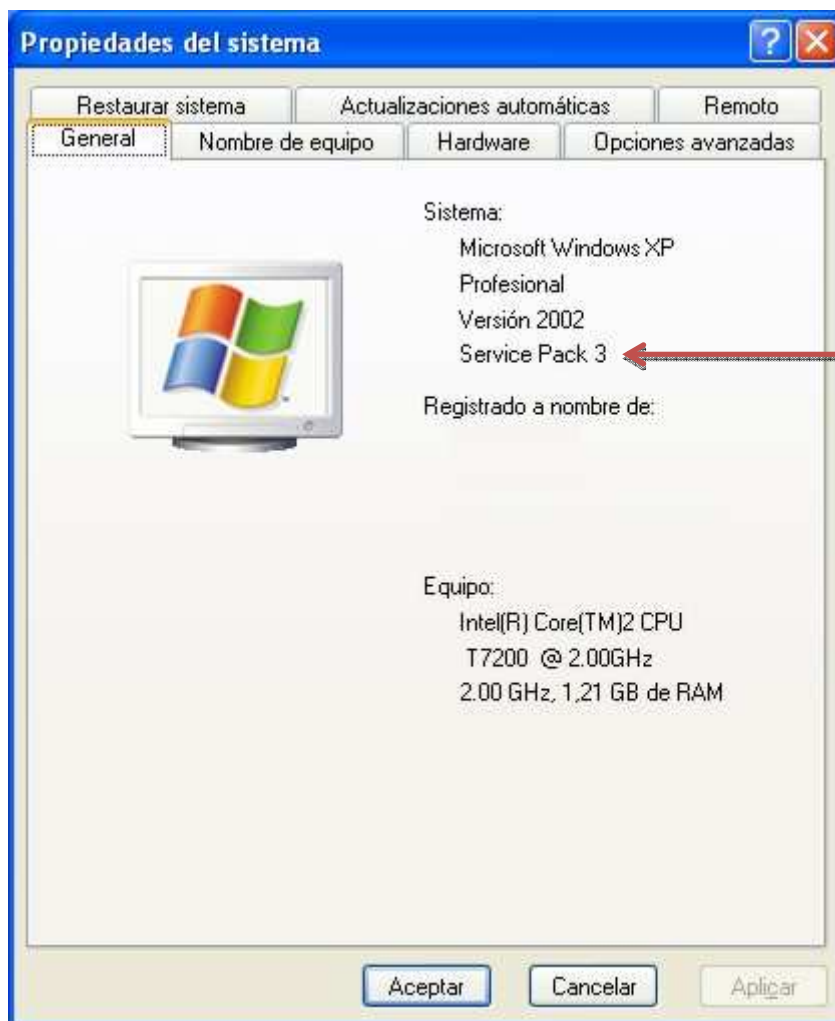 Propiedades del sistema
Restaurar sistema
Actualizaciones automáticas
Remoto
General
Nombre de equipo
Hardware
Opciones avanzadas
Sistema:
Microsoft Windows XP
Profesional
Versión 2002
Service Pack 3
Registrado a nombre de:
Equipo:
Intel(R) Core(TM)2 CPU
T7200 @ 2.00GHz
2.00 GHz, 1,21 GB de RAM
Aceptar
Cancelar
Aplicar